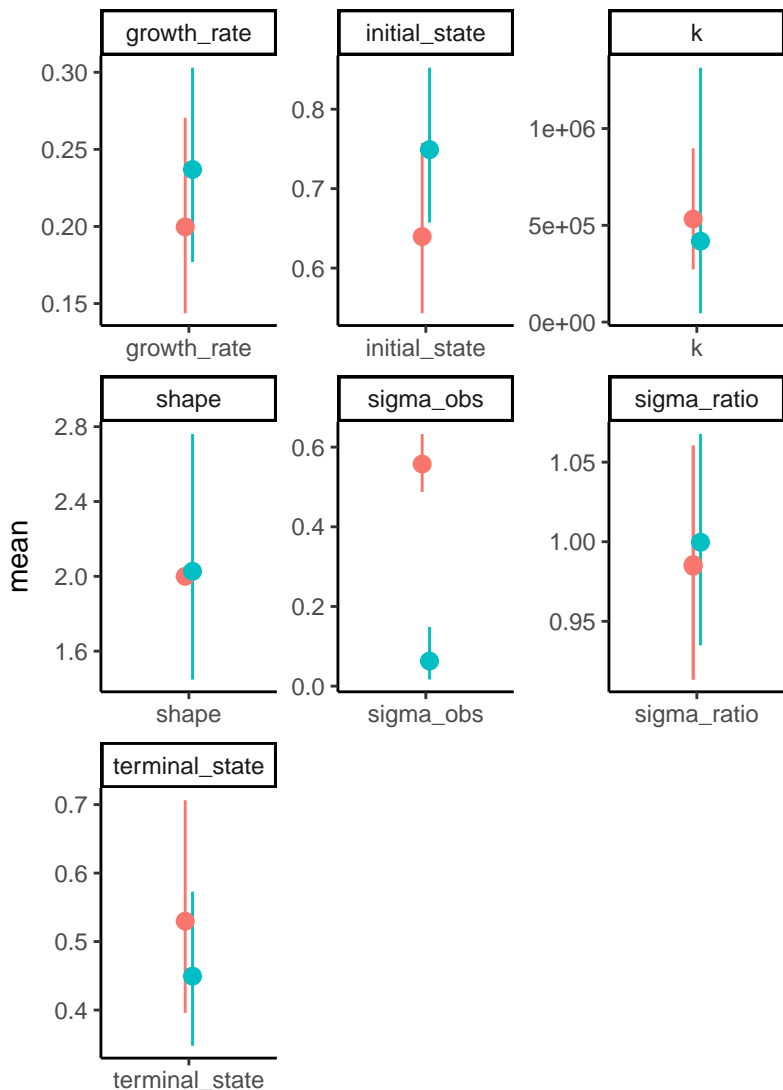 growth_rate
initial_state
k
0.30
0.25
0.20
0.15
0.8
0.7
0.6
1e+06
5e+05
0e+00
growth_rate
initial_state
k
shape
sigma_obs
sigma_ratio
2.8
2.4
2.0
1.6
0.6
0.4
0.2
0.0
1.05
1.00
0.95
mean
shape
sigma_obs
sigma_ratio
terminal_state
0.7
0.6
0.5
0.4
terminal_state